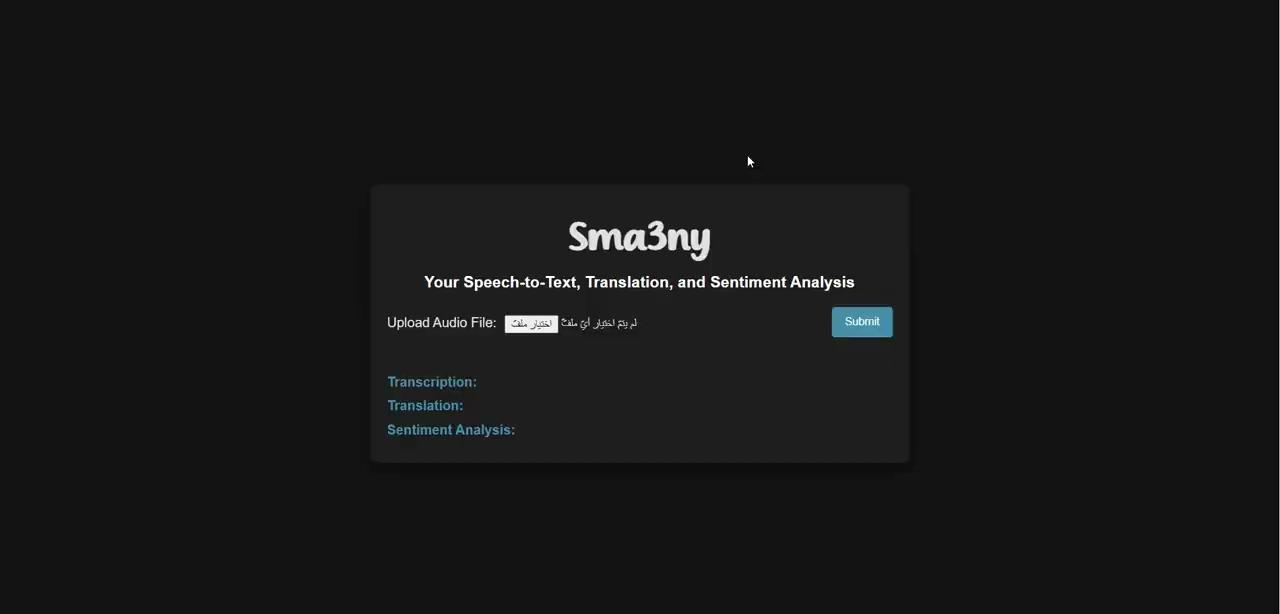 Sma3ny
Your Speech-to-Text, Translation, and Sentiment Analysis
Upload Audio File: اختيار ملفّ لم يتمّ اختيار أيّ ملفّ Submit
Transcription:
Translation:
Sentiment Analysis: